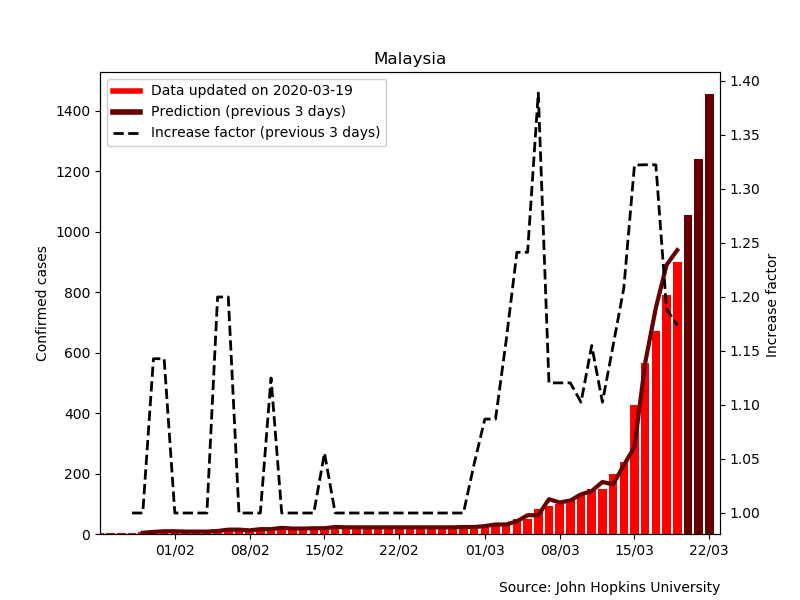 Malaysia
Data updated on 2020-03-19
Prediction (previous 3 days)
Increase factor (previous 3 days)
Confirmed cases
1400
1200
1000
800
600
400
200
0
1.40
1.35
1.30
1.25
1.20
1.15
1.10
1.05
1.00
Increase factor
01/02 08/02 15/02 22/02 01/03 08/03 15/03 22/03
Source: John Hopkins University